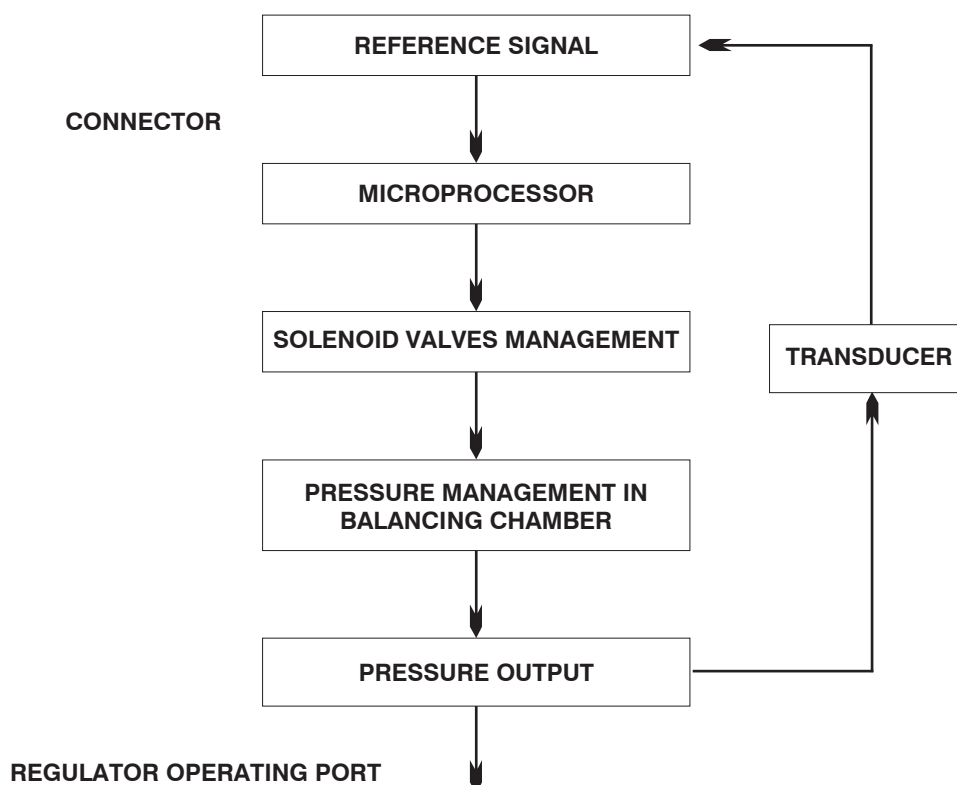 REFERENCE SIGNAL
CONNECTOR
MICROPROCESSOR
SOLENOID VALVES MANAGEMENT
TRANSDUCER
PRESSURE MANAGEMENT IN
BALANCING CHAMBER
PRESSURE OUTPUT
REGULATOR OPERATING PORT